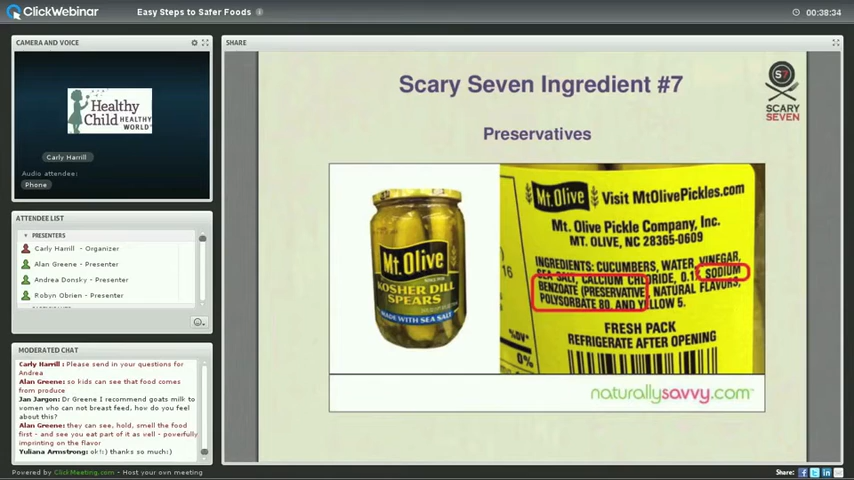 ClickWebinar
Easy Steps to Safer Foods
00:38:34
CAMERA AND VOICE
SHARE
Healthy
Child HEALTHY
WORLD
Carly Harrill
Audio attendee:
Phone
ATTENDEE LIST
PRESENTERS
Carly Harrill - Organizer
Alan Greene - Presenter
Andrea Donsky - Presenter
Robyn Obrien - Presenter
MODERATED CHAT
Carly Harrill : Please send in your questions for
Andrea
Alan Greene : so kids can see that food comes
from produce
Jan Jargon: Dr Greene I recommend goats milk to
women who can not breast feed, how do you feel
about this?
Alan Greene : they can see, hold, smell the food
first - and see you eat part of it as well - poverfully
imprinting on the flavor
Yuliana Armstrong: ok!:) thanks so much:)
Scary Seven Ingredient #7
S7
SCARY
SEVEN
Preservatives
Mt. Olive
KOSHER DILL
SPEARS
MADE WITH SEA SALT
Mt. Olive Visit MtOlivePickles.com
Mt. Olive Pickle Company, Inc.
MT. OLIVE, NC 28365-0609
INGREDIENTS: CUCUMBERS, WATER, VINEGAR,
SEA SALT, CALCIUM CHLORIDE, 0.1% SODIUM
BENZOATE (PRESERVATIVE), NATURAL FLAVORS,
POLYSORBATE 80, AND YELLOW 5.
16
%DV*
0%
FRESH PACK
REFRIGERATE AFTER OPENING
naturallysavvy.com
Powered by ClickMeeting.com - Host your own meeting
Share: